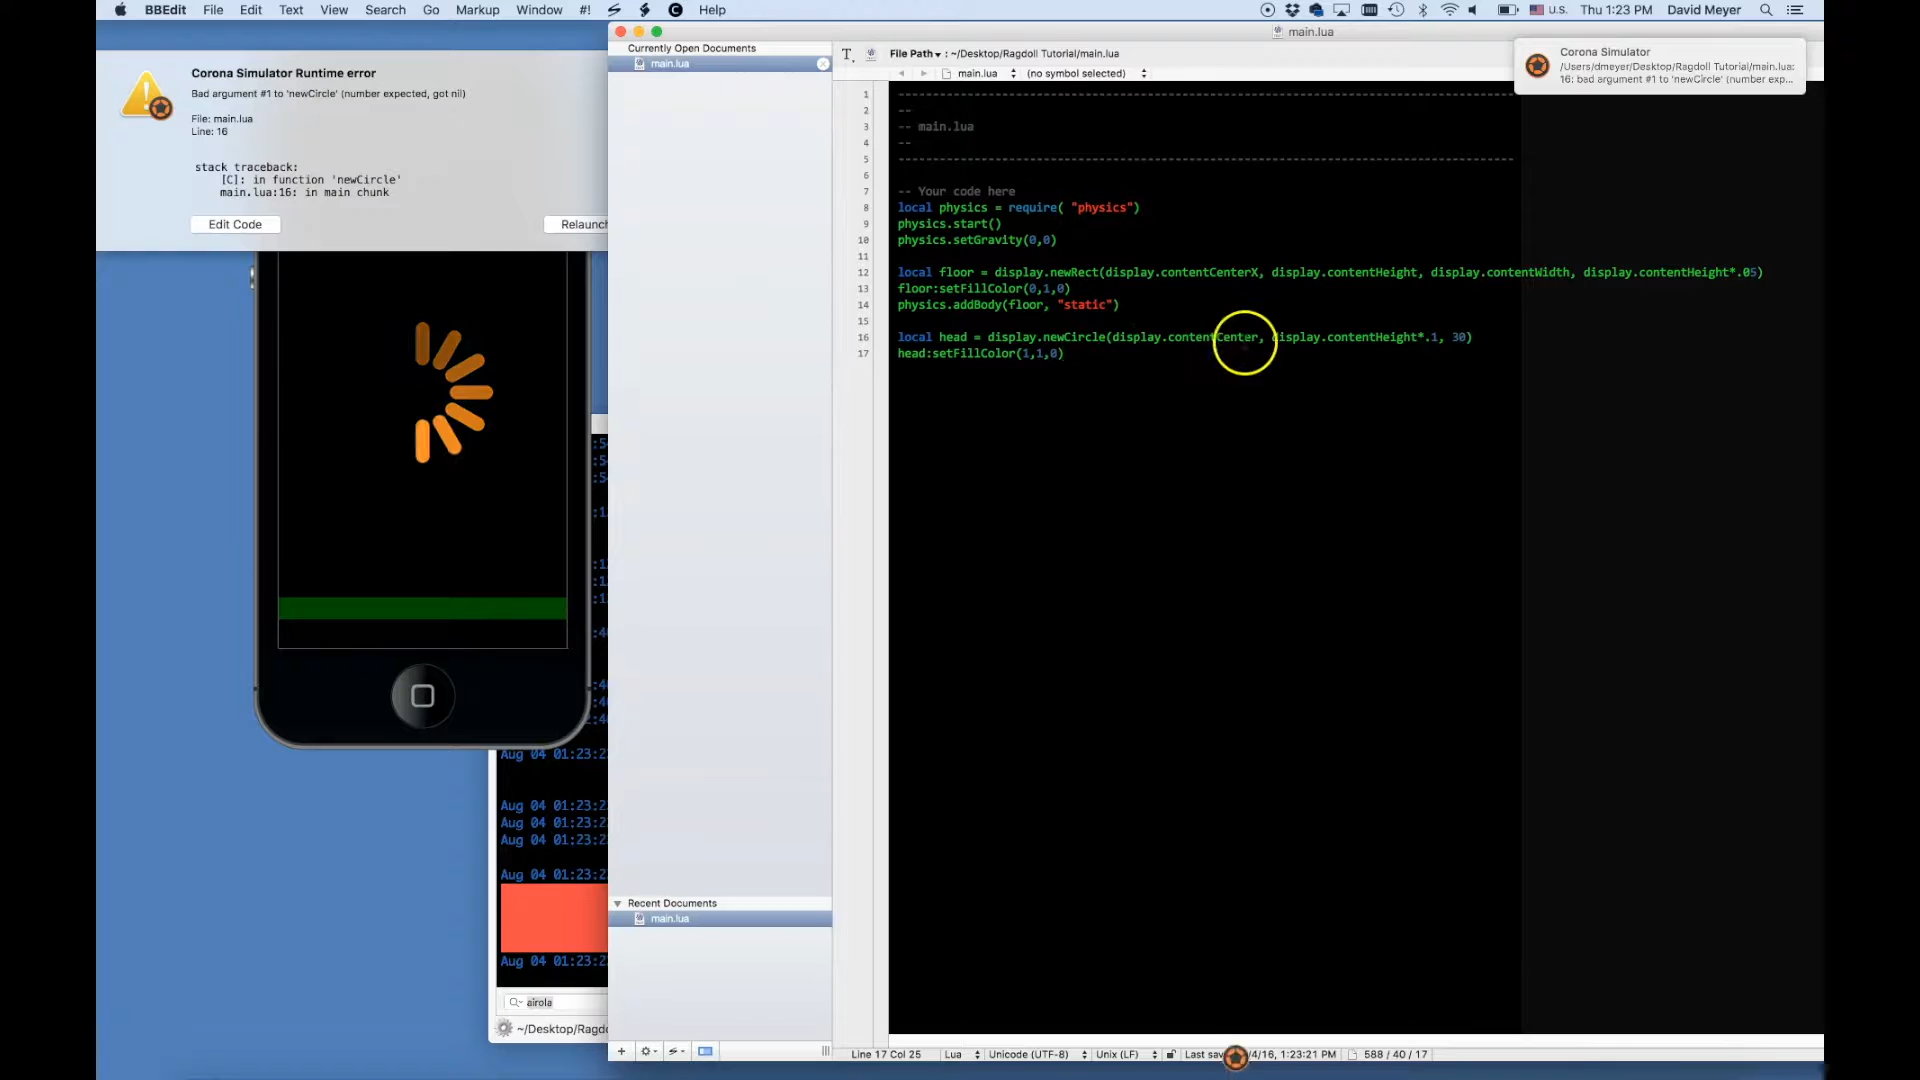 BBEdit File Edit Text View Search Go Markup Window #! Help
U.S. Thu 1:23 PM David Meyer
Corona Simulator Runtime error
Bad argument #1 to 'newCircle' (number expected, got nil)
File: main.lua
Line: 16
stack traceback:
[C]: in function 'newCircle'
main.lua:16: in main chunk
Edit Code
Relaunch
Aug 04 01:23:2
Aug 04 01:23:2
Aug 04 01:23:2
Aug 04 01:23:2
Aug 04 01:23:2
Aug 04 01:23:2
airola
~/Desktop/Ragdo
Currently Open Documents
main.lua
Recent Documents
main.lua
main.lua
File Path : ~/Desktop/Ragdoll Tutorial/main.lua
main.lua (no symbol selected)
Corona Simulator
/Users/dmeyer/Desktop/Ragdoll Tutorial/main.lua:
16: bad argument #1 to 'newCircle' (number exp...
1 ------------------------------------------------------------------------------------------
2 --
3 -- main.lua
4 --
5 ------------------------------------------------------------------------------------------
6
7 -- Your code here
8 local physics = require( "physics")
9 physics.start()
10 physics.setGravity(0,0)
11
12 local floor = display.newRect(display.contentCenterX, display.contentHeight, display.contentWidth, display.contentHeight*.05)
13 floor:setFillColor(0,1,0)
14 physics.addBody(floor, "static")
15
16 local head = display.newCircle(display.contentCenter, display.contentHeight*.1, 30)
17 head:setFillColor(1,1,0)
Line 17 Col 25 Lua Unicode (UTF-8) Unix (LF) Last sav /4/16, 1:23:21 PM 588 / 40 / 17